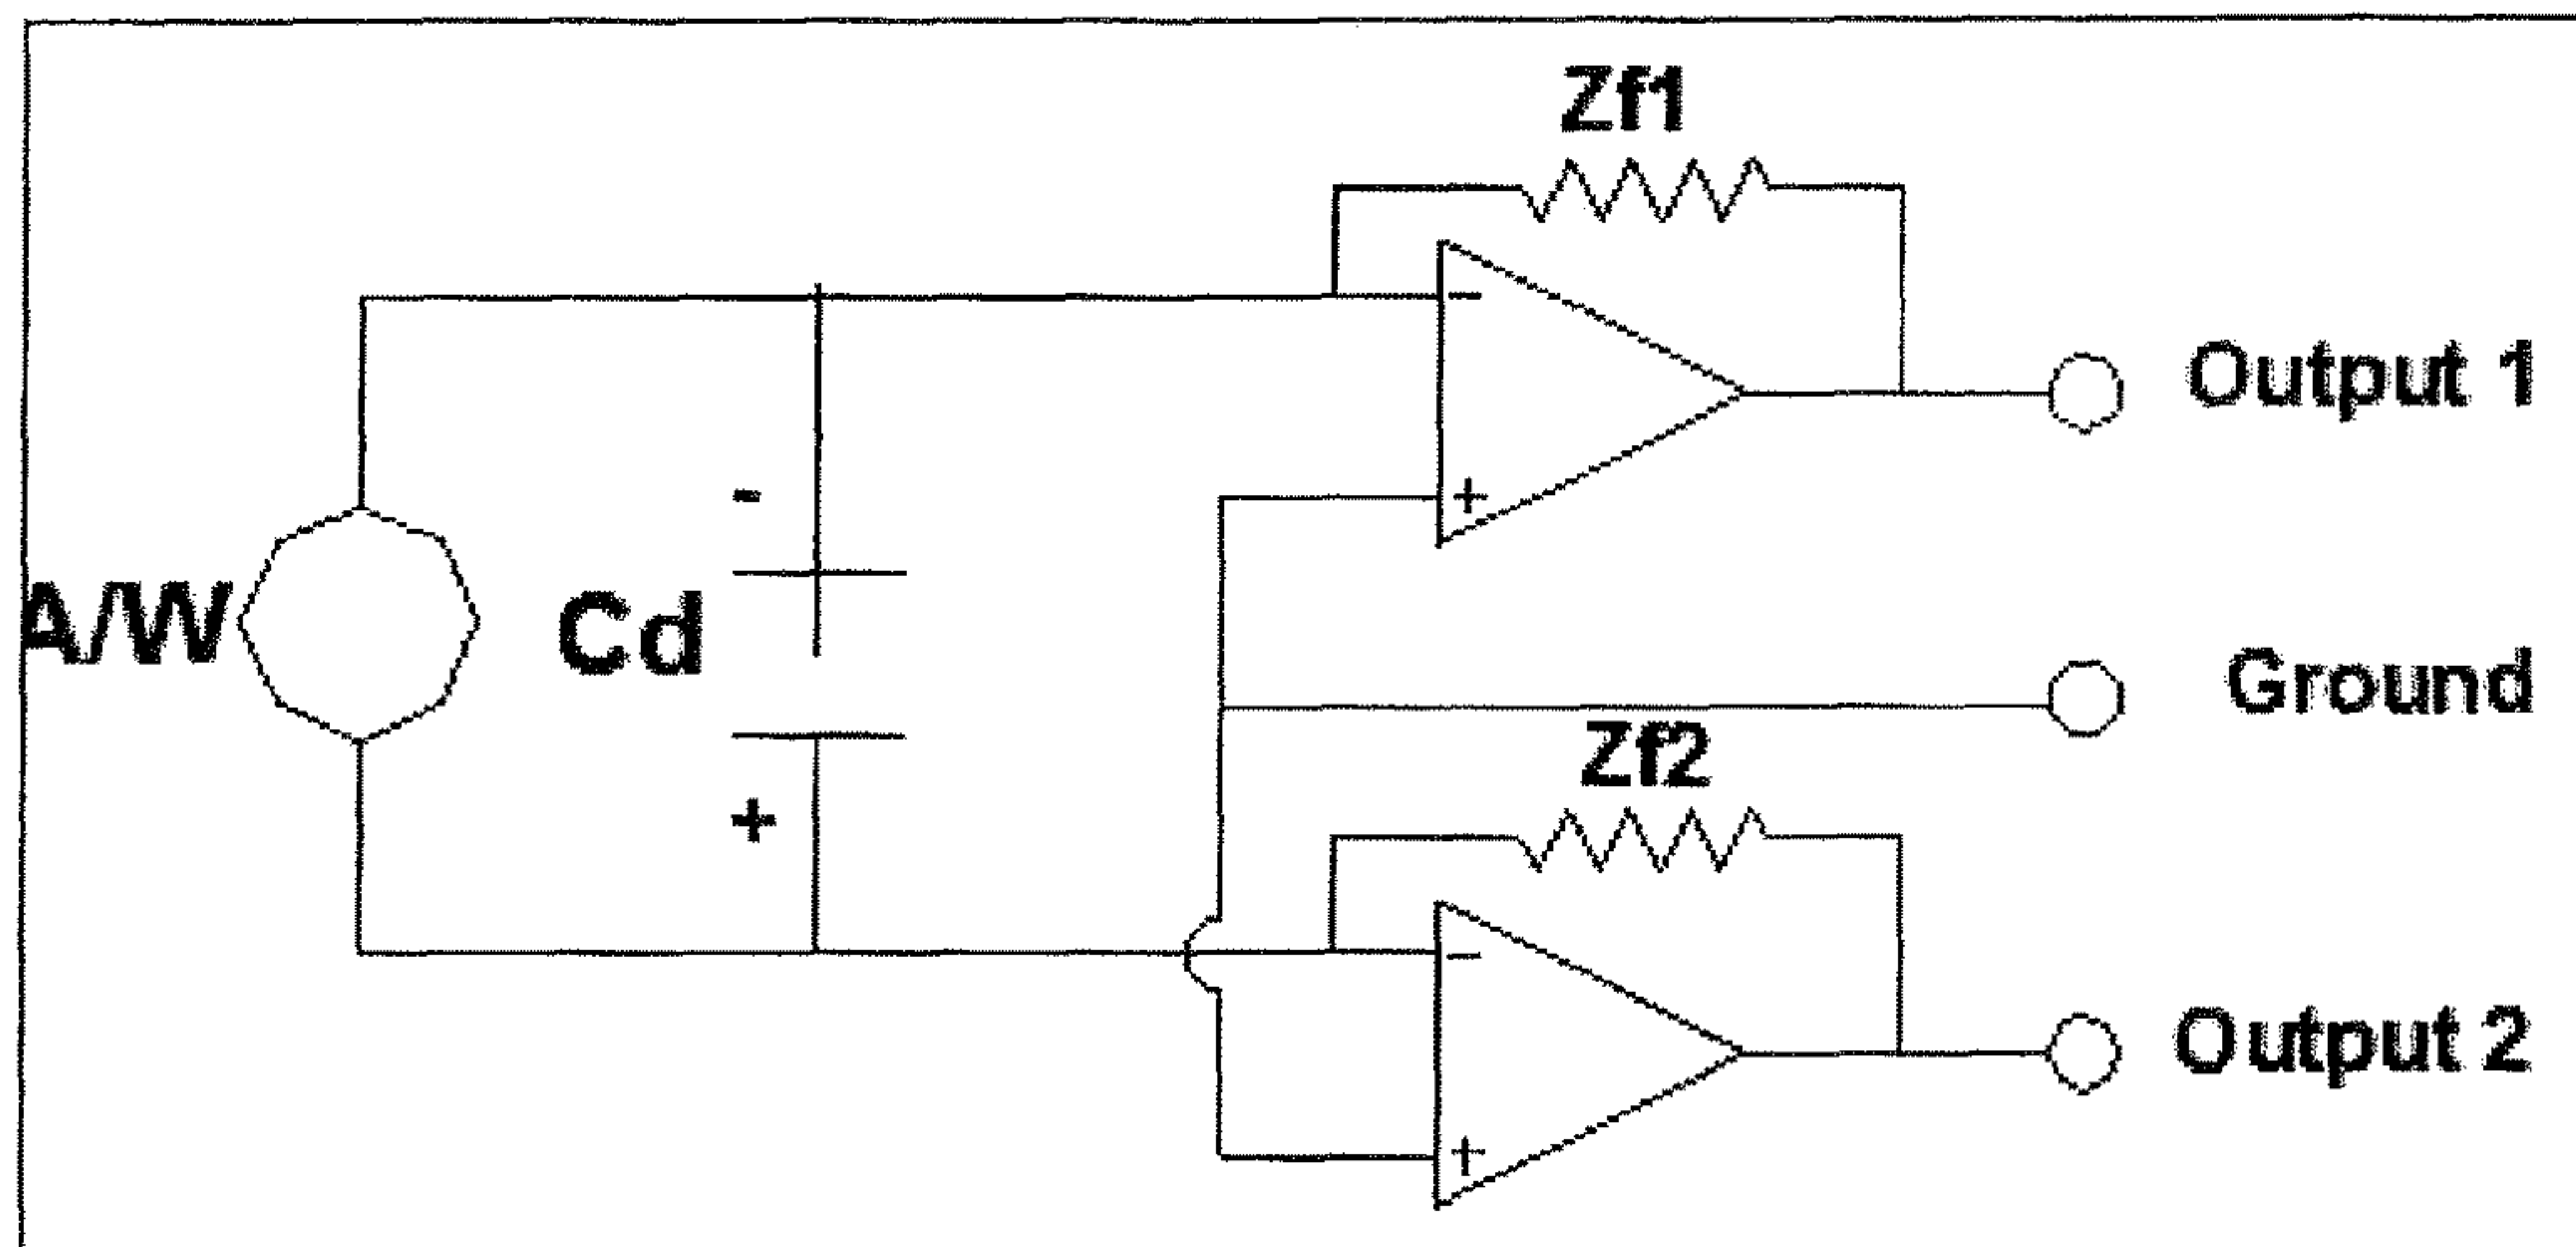 Zf1
−
Output 1
-
+
A/W
Cd
Ground
Zf2
+
−
Output 2
+